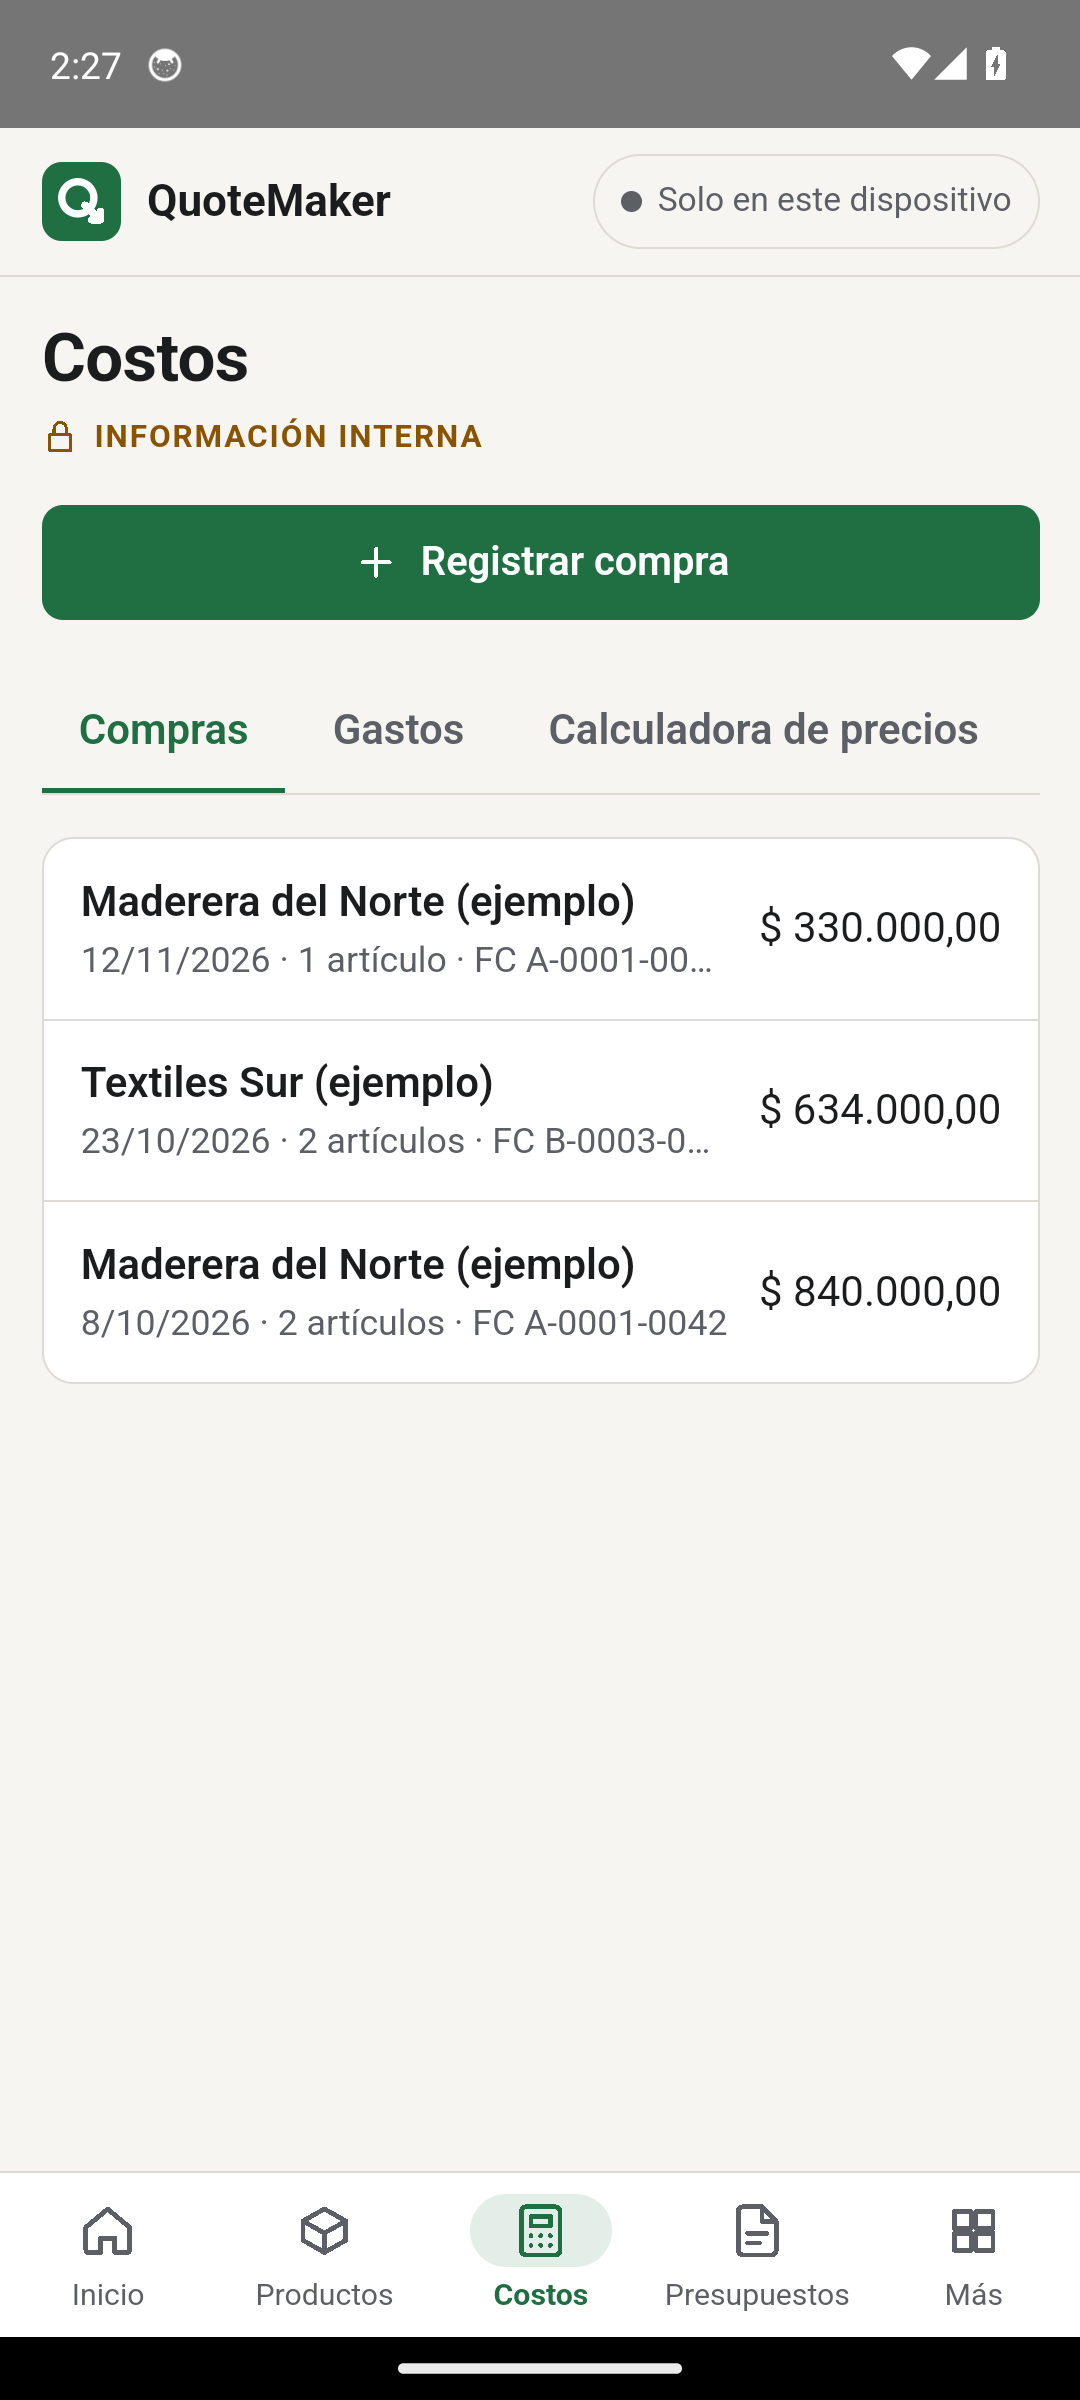 2:27
QuoteMaker
Solo en este dispositivo
Costos
INFORMACIÓN INTERNA
Registrar compra
Compras
Gastos
Calculadora de precios
Maderera del Norte (ejemplo)
12/11/2026 · 1 artículo · FC A-0001-00…
$ 330.000,00
Textiles Sur (ejemplo)
23/10/2026 · 2 artículos · FC B-0003-0…
$ 634.000,00
Maderera del Norte (ejemplo)
8/10/2026 · 2 artículos · FC A-0001-0042
$ 840.000,00
Inicio
Productos
Costos
Presupuestos
Más